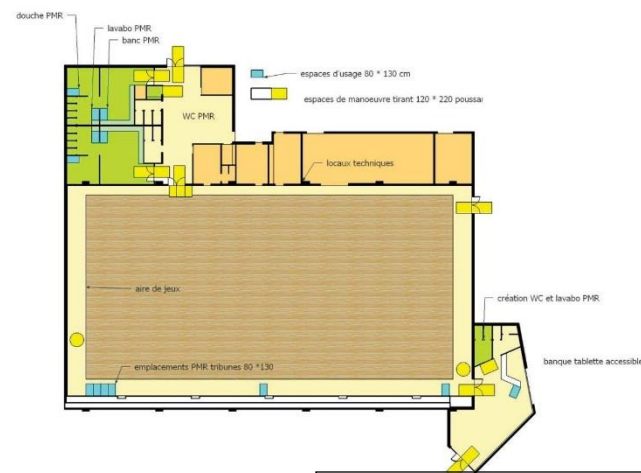 douche PMR
lavabo PMR
banc PMR
espaces d'usage 80 * 130 cm
espaces de manoeuvre tirant 120 * 220 poussa
WC PMR
locaux techniques
aire de jeux
création WC et lavabo PMR
banque tablette accessible
emplacements PMR tribunes 80 *130